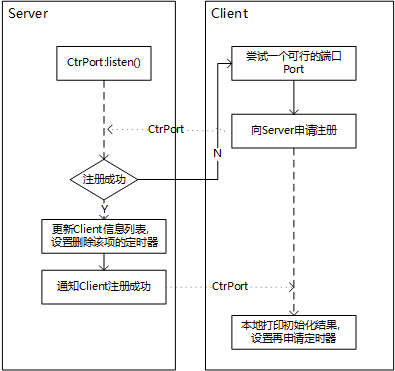 Server
CtrPort:listen()
CtrPort
注册成功
N
Y
更新Client信息列表,
设置删除该项的定时器
通知Client注册成功
CtrPort
Client
尝试一个可行的端口
Port
向Server申请注册
本地打印初始化结果,
设置再申请定时器